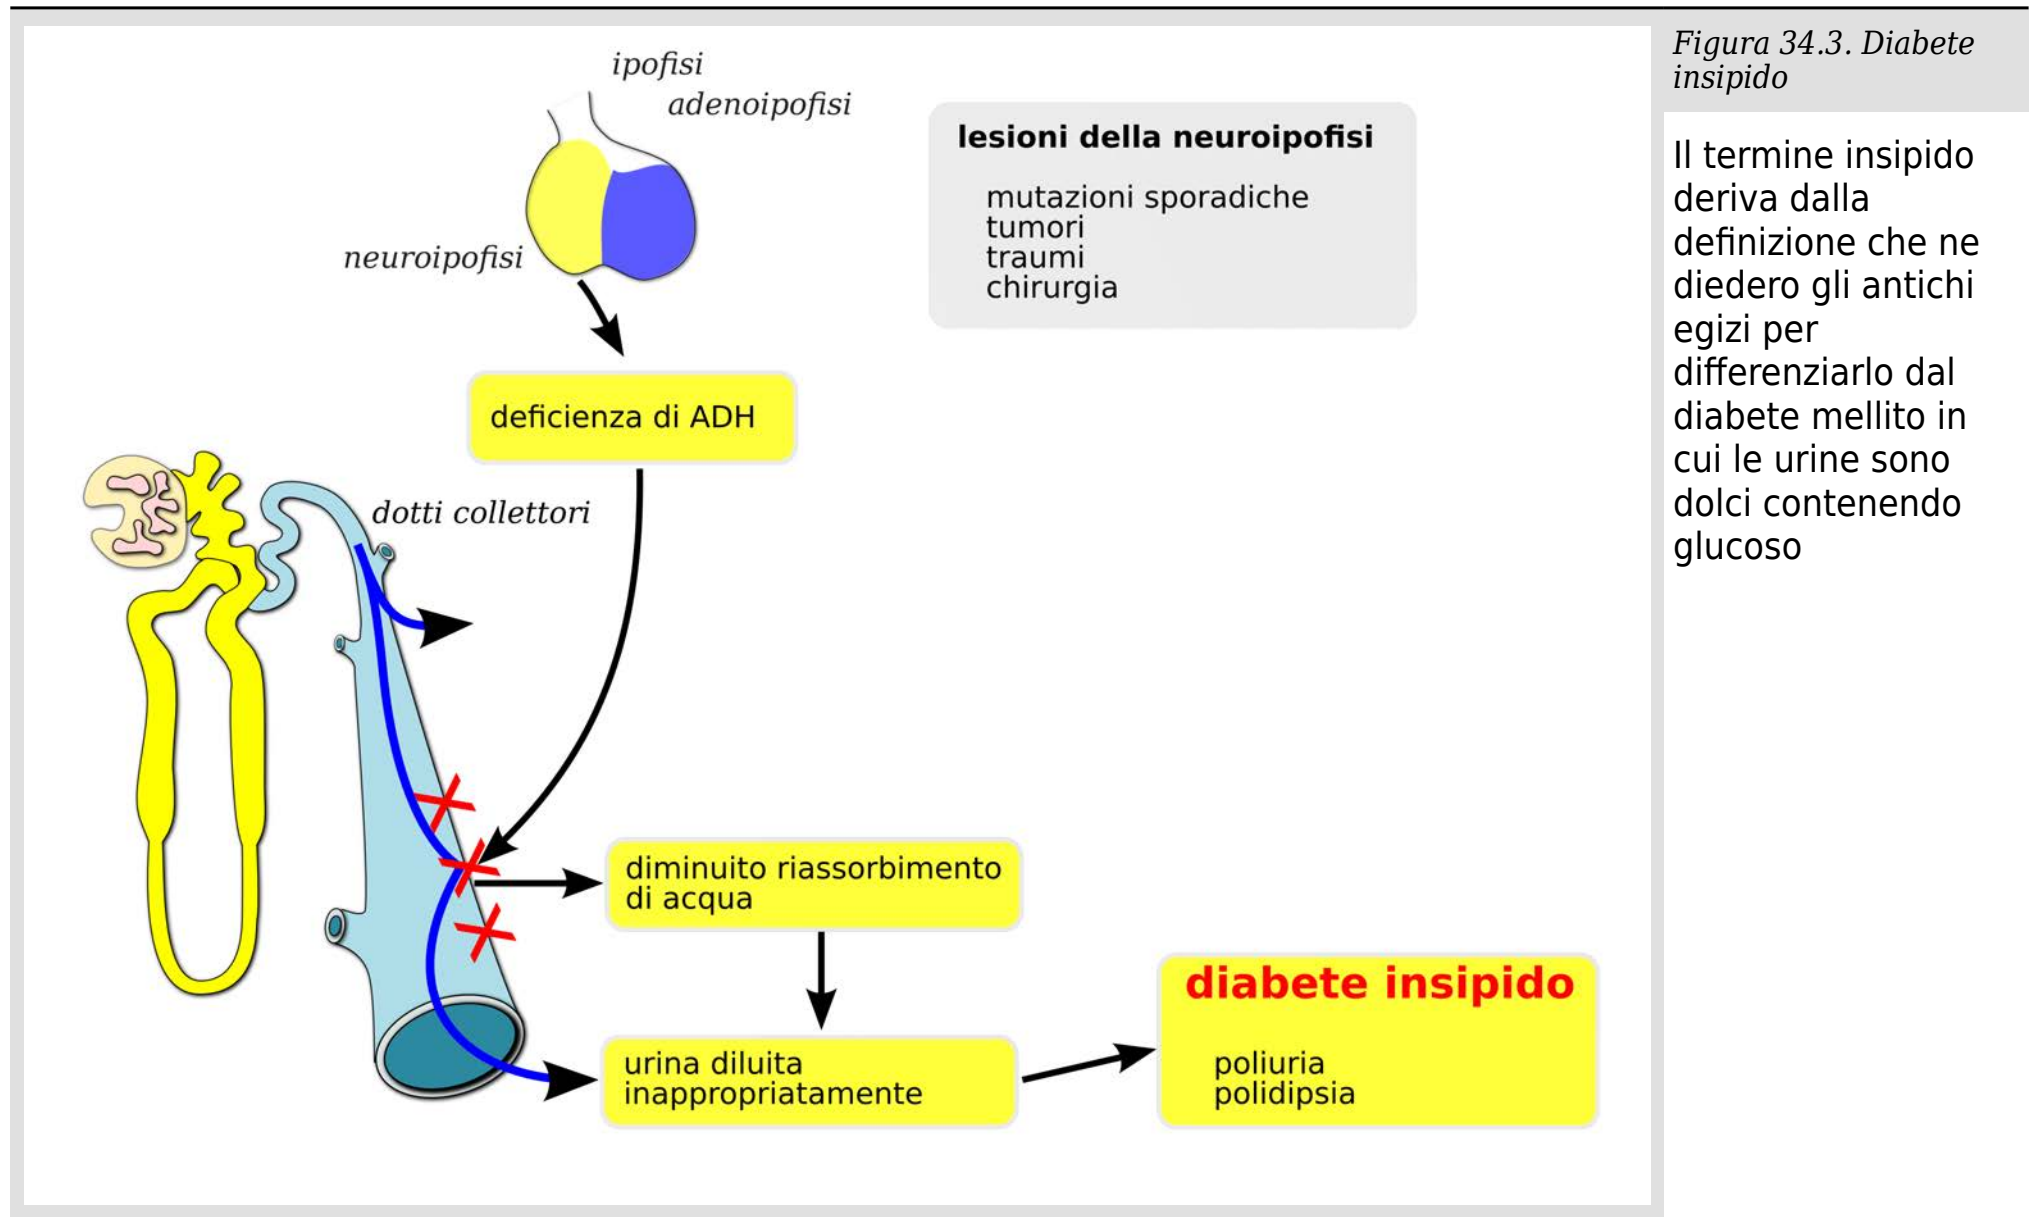 ipofisi
adenoipofisi
neuroipofisi
lesioni della neuroipofisi
mutazioni sporadiche
tumori
traumi
chirurgia
deficienza di ADH
dotti collettori
diminuito riassorbimento
di acqua
urina diluita
inappropriatamente
diabete insipido
poliuria
polidipsia
Figura 34.3. Diabete
insipido
Il termine insipido
deriva dalla
definizione che ne
diedero gli antichi
egizi per
differenziarlo dal
diabete mellito in
cui le urine sono
dolci contenendo
glucoso